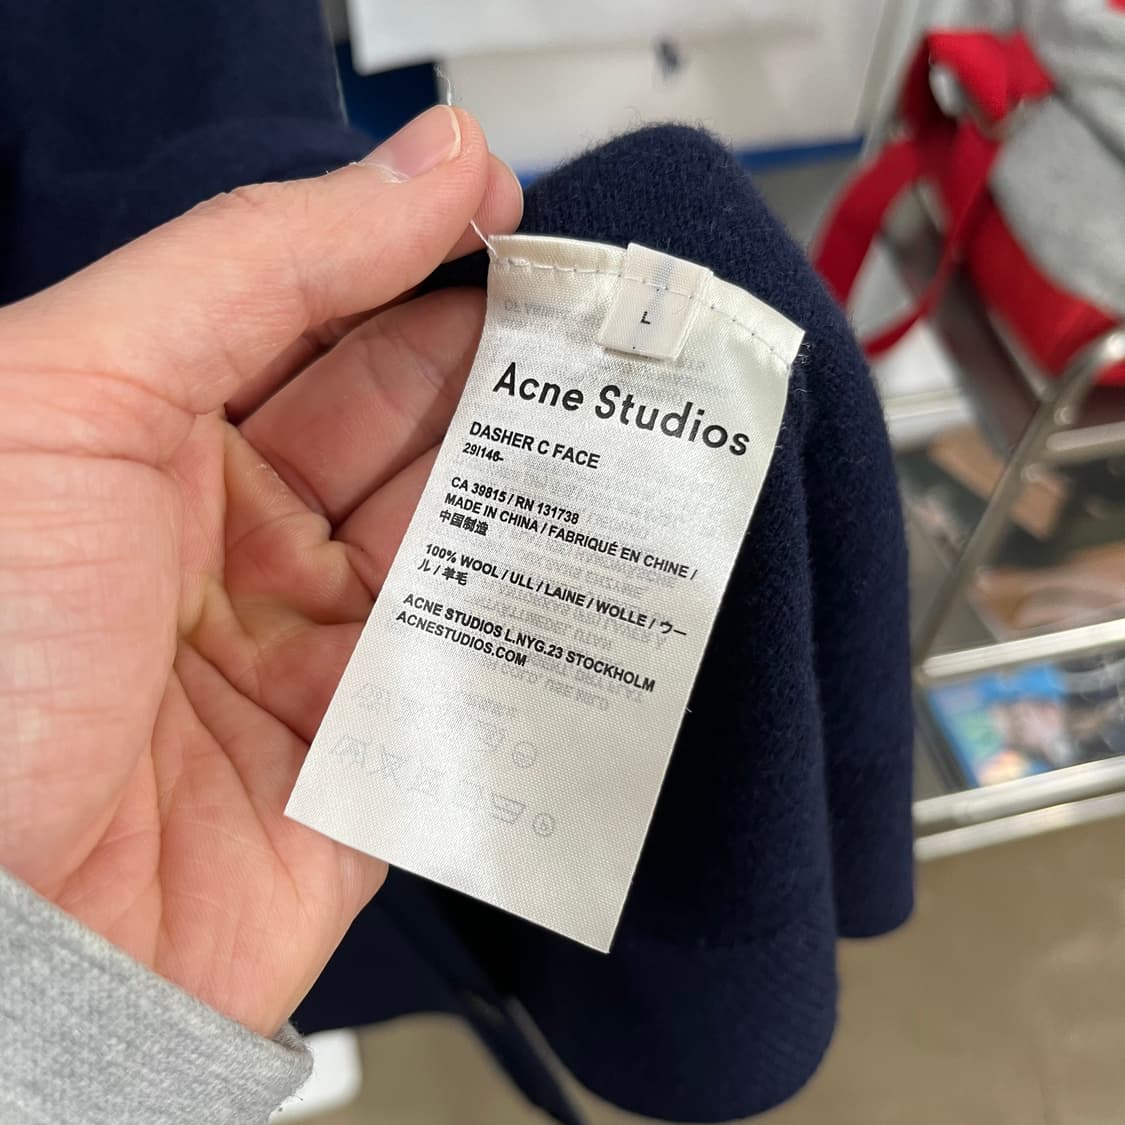 L
Acne Studios
DASHER C FACE
29I146-
CA 39815 / RN 131738
MADE IN CHINA / FABRIQUÉ EN CHINE /
中国制造
100% WOOL / ULL / LAINE / WOLLE / ウー
ル / 羊毛
ACNE STUDIOS L.NYG.23 STOCKHOLM
ACNESTUDIOS.COM